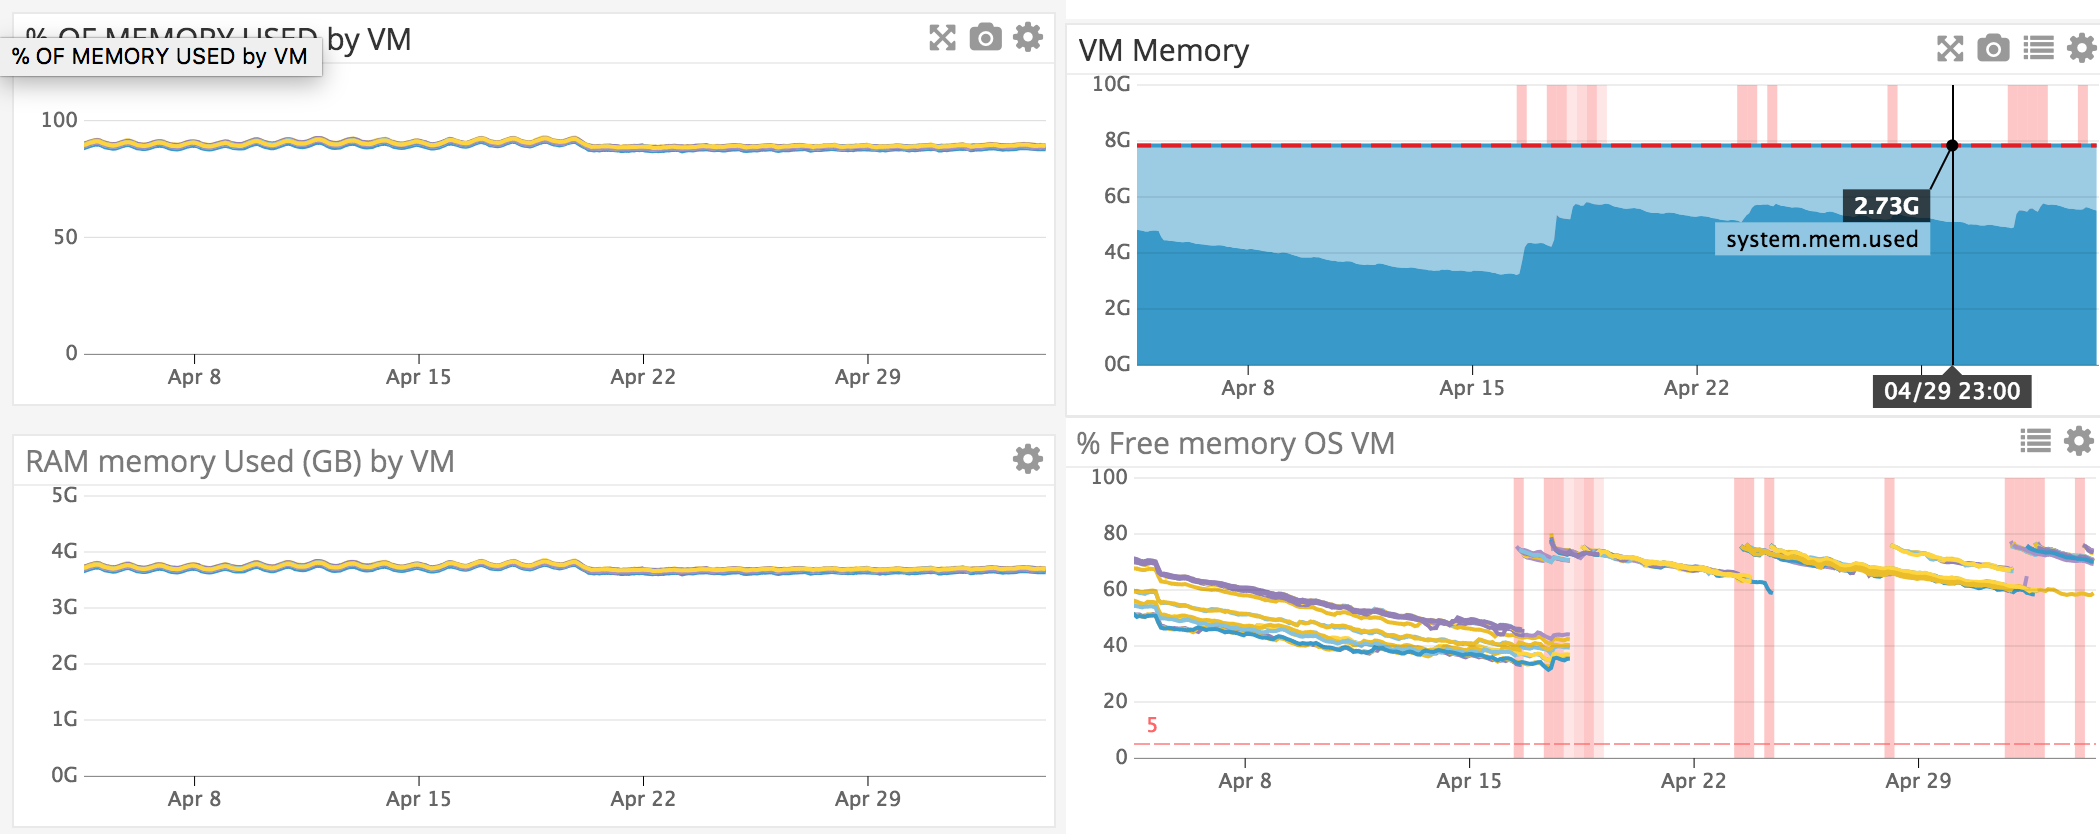 % OF MEMORY USED by VM
% OF MEMORY USED by VM
100
50
0
Apr 8
Apr 15
Apr 22
Apr 29
VM Memory
10G
8G
6G
4G
2G
0G
2.73G
system.mem.used
Apr 8
Apr 15
Apr 22
04/29 23:00
RAM memory Used (GB) by VM
5G
4G
3G
2G
1G
0G
Apr 8
Apr 15
Apr 22
Apr 29
% Free memory OS VM
100
80
60
40
20
0
5
Apr 8
Apr 15
Apr 22
Apr 29